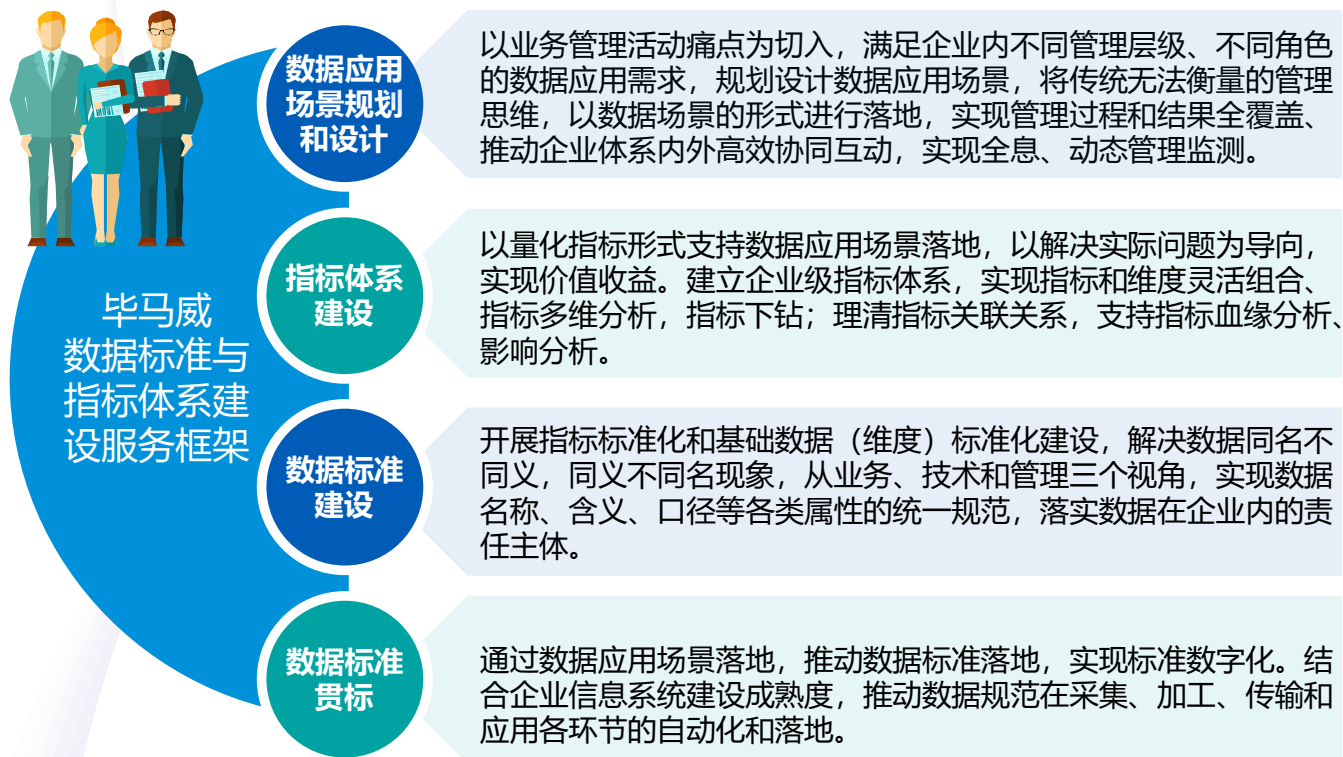 毕马威
数据标准与
指标体系建
设服务框架
数据应用
场景规划
和设计
以业务管理活动痛点为切入，满足企业内不同管理层级、不同角色
的数据应用需求，规划设计数据应用场景，将传统无法衡量的管理
思维，以数据场景的形式进行落地，实现管理过程和结果全覆盖、
推动企业体系内外高效协同互动，实现全息、动态管理监测。
指标体系
建设
以量化指标形式支持数据应用场景落地，以解决实际问题为导向，
实现价值收益。建立企业级指标体系，实现指标和维度灵活组合、
指标多维分析，指标下钻；理清指标关联关系，支持指标血缘分析、
影响分析。
数据标准
建设
开展指标标准化和基础数据（维度）标准化建设，解决数据同名不
同义，同义不同名现象，从业务、技术和管理三个视角，实现数据
名称、含义、口径等各类属性的统一规范，落实数据在企业内的责
任主体。
数据标准
贯标
通过数据应用场景落地，推动数据标准落地，实现标准数字化。结
合企业信息系统建设成熟度，推动数据规范在采集、加工、传输和
应用各环节的自动化和落地。